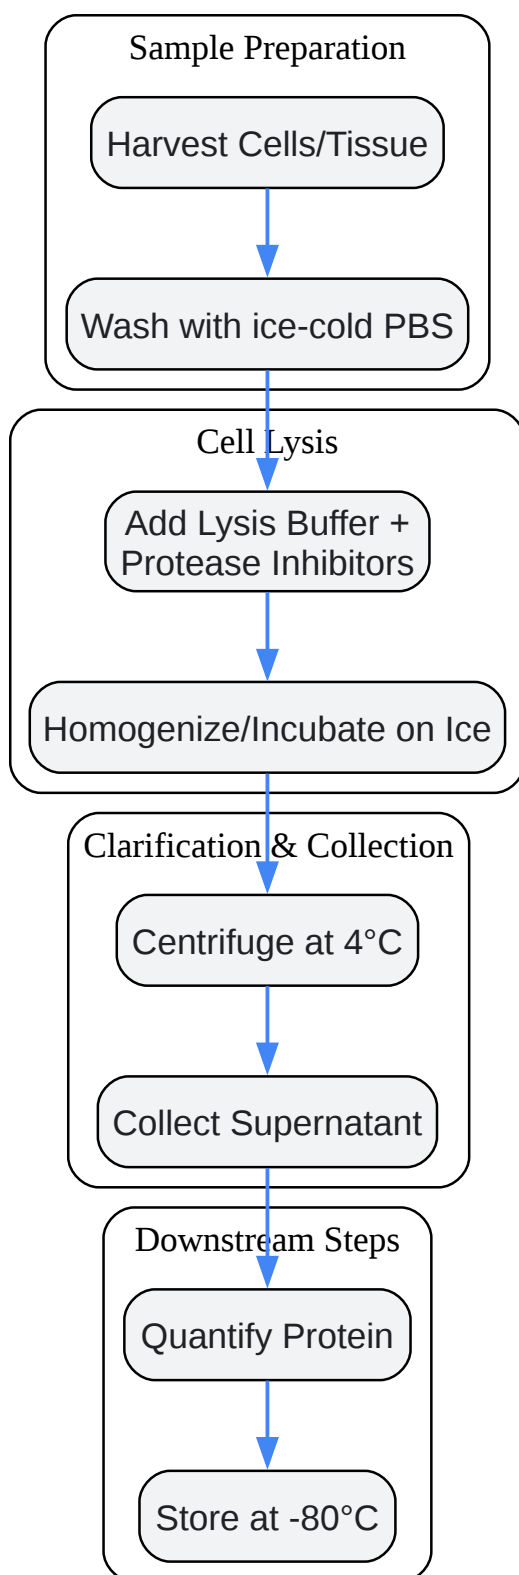 Sample Preparation
Harvest Cells/Tissue
Wash with ice-cold PBS
Cell Lysis
Add Lysis Buffer +
Protease Inhibitors
Homogenize/Incubate on Ice
Clarification & Collection
Centrifuge at 4°C
Collect Supernatant
Downstream Steps
Quantify Protein
Store at -80°C